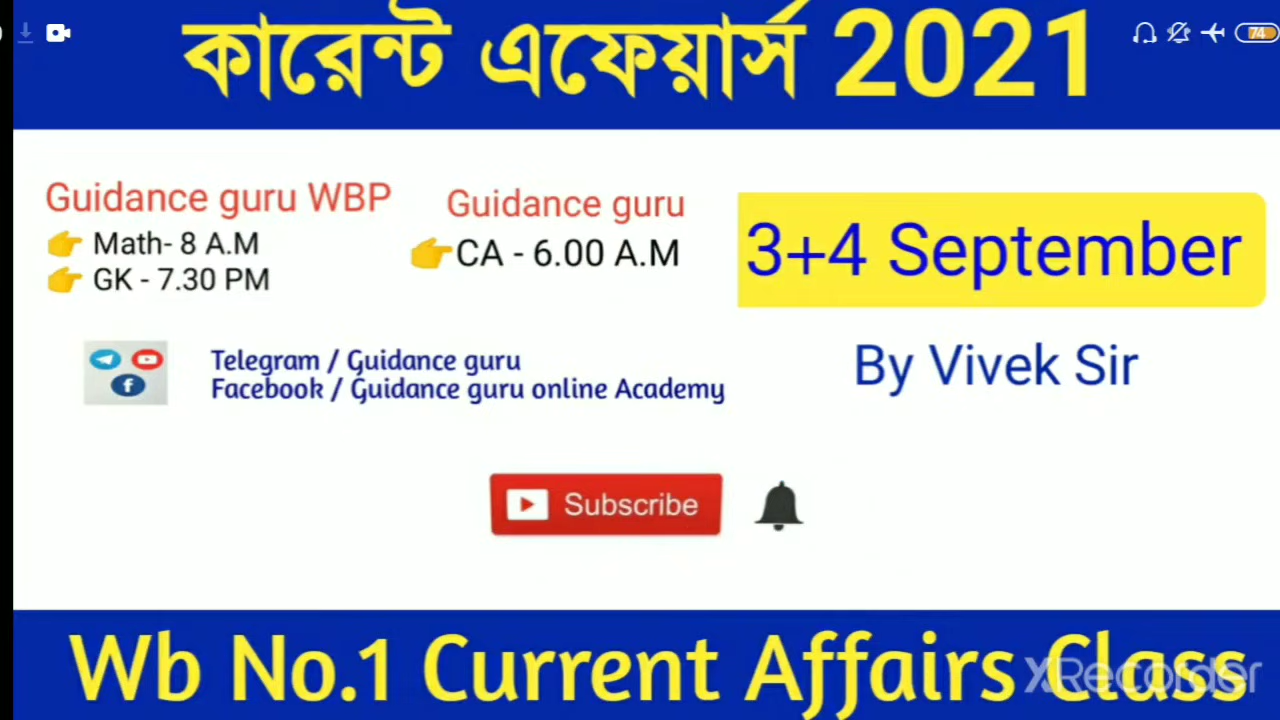 74
কারেন্ট এফেয়ার্স 2021
Guidance guru WBP
👉 Math- 8 A.M
👉 GK - 7.30 PM
Guidance guru
👉CA - 6.00 A.M
3+4 September
By Vivek Sir
Telegram / Guidance guru
Facebook / Guidance guru online Academy
Subscribe
Wb No.1 Current Affairs Class
XRecorder